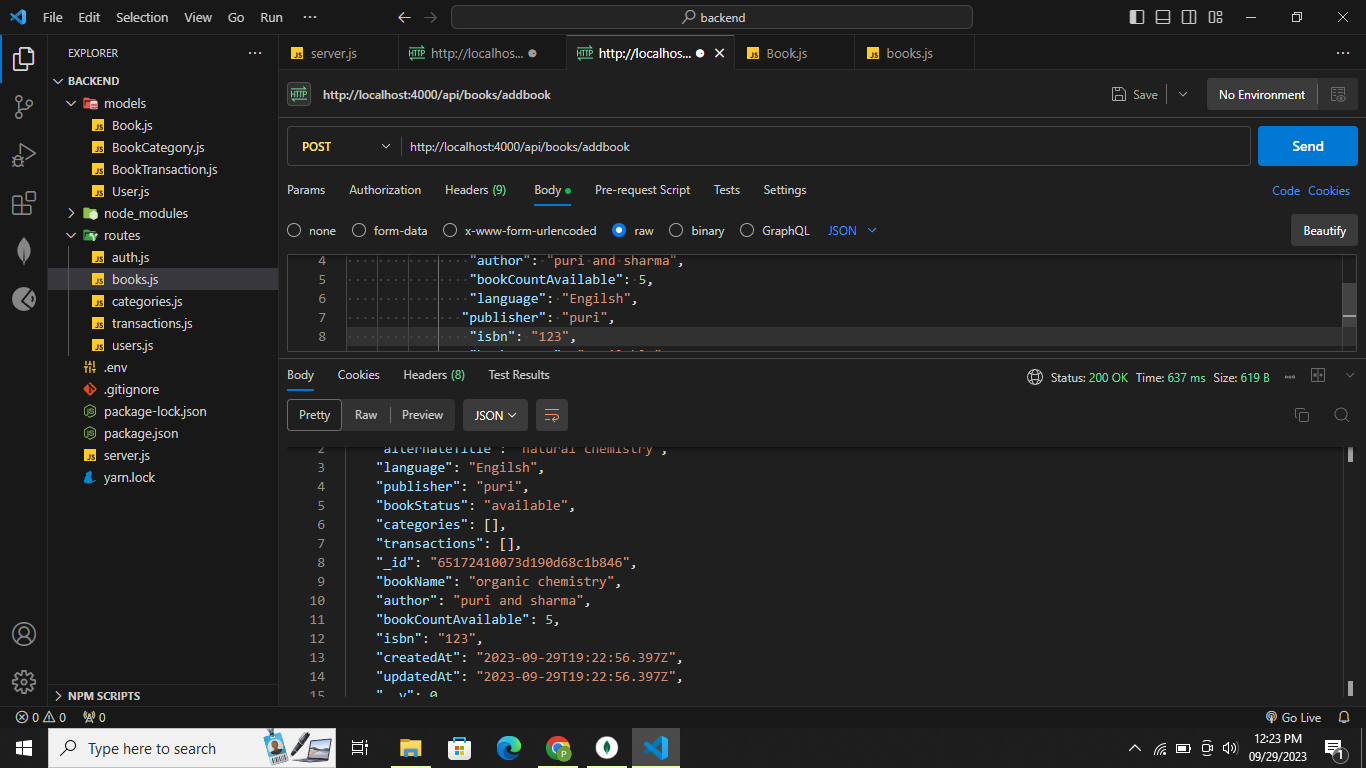 File Edit Selection View Go Run ··· backend
EXPLORER ···
BACKEND
models
Book.js
BookCategory.js
BookTransaction.js
User.js
node_modules
routes
auth.js
books.js
categories.js
transactions.js
users.js
.env
.gitignore
package-lock.json
package.json
server.js
yarn.lock
NPM SCRIPTS
server.js http://localhos... http://localhos... Book.js books.js ···
http://localhost:4000/api/books/addbook Save No Environment
POST http://localhost:4000/api/books/addbook Send
Params Authorization Headers (9) Body Pre-request Script Tests Settings Code Cookies
none form-data x-www-form-urlencoded raw binary GraphQL JSON Beautify
4 "author": "puri and sharma",
5 "bookCountAvailable": 5,
6 "language": "Engilsh",
7 "publisher": "puri",
8 "isbn": "123",
Body Cookies Headers (8) Test Results Status: 200 OK Time: 637 ms Size: 619 B ···
Pretty Raw Preview JSON
2 "alternateTitle": "natural chemistry",
3 "language": "Engilsh",
4 "publisher": "puri",
5 "bookStatus": "available",
6 "categories": [],
7 "transactions": [],
8 "_id": "65172410073d190d68c1b846",
9 "bookName": "organic chemistry",
10 "author": "puri and sharma",
11 "bookCountAvailable": 5,
12 "isbn": "123",
13 "createdAt": "2023-09-29T19:22:56.397Z",
14 "updatedAt": "2023-09-29T19:22:56.397Z",
15 "__v": 0
0 0 0 Go Live
Type here to search 12:23 PM
09/29/2023 1